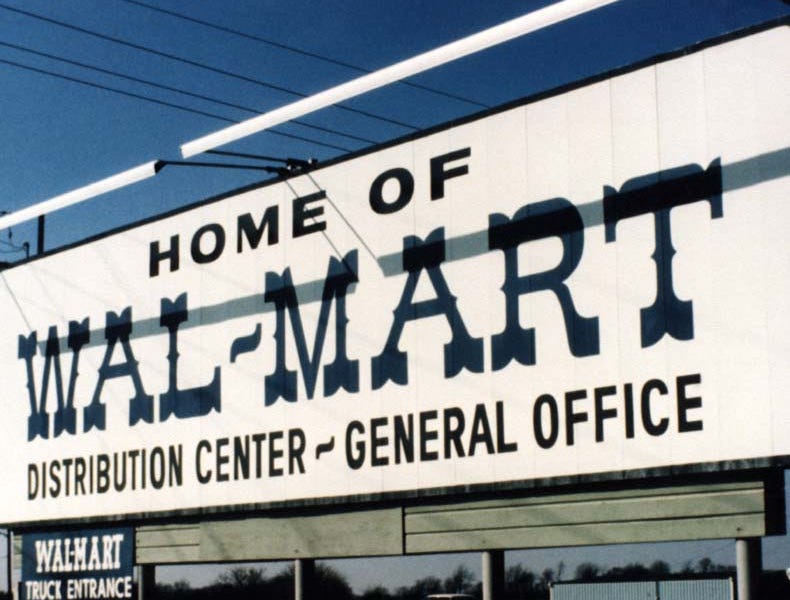 HOME OF
WAL~MART
DISTRIBUTION CENTER ~ GENERAL OFFICE
WAL-MART
TRUCK ENTRANCE